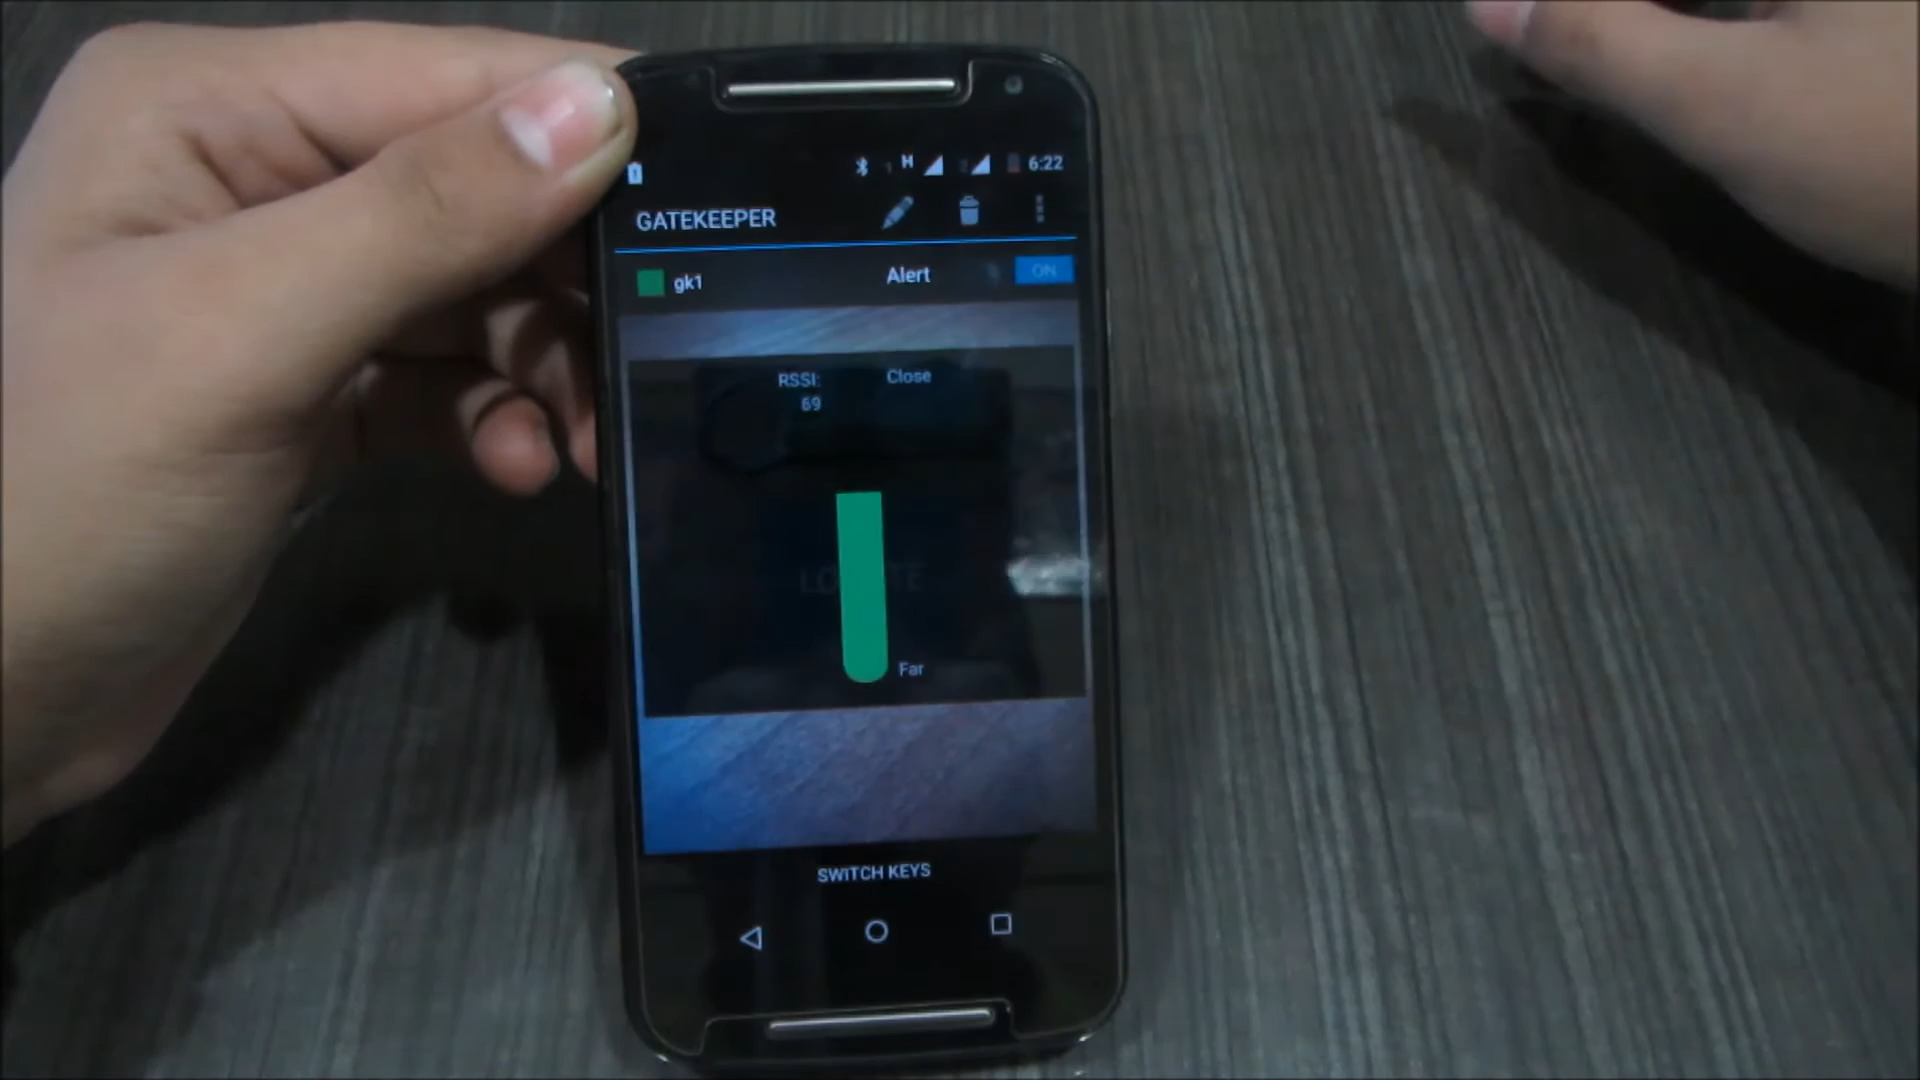 H 6:22
GATEKEEPER
gk1 Alert ON
RSSI: Close
69
Far
SWITCH KEYS